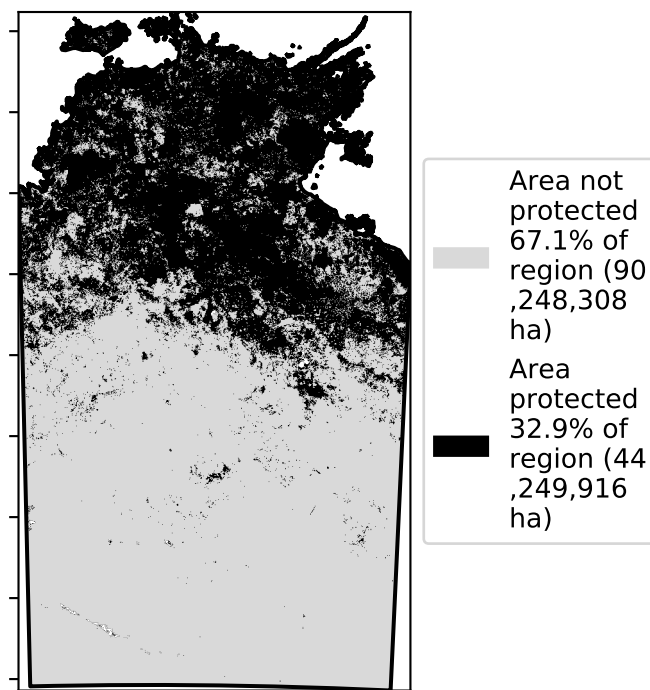 Area not
protected
67.1% of
region (90
,248,308
ha)
Area
protected
32.9% of
region (44
,249,916
ha)